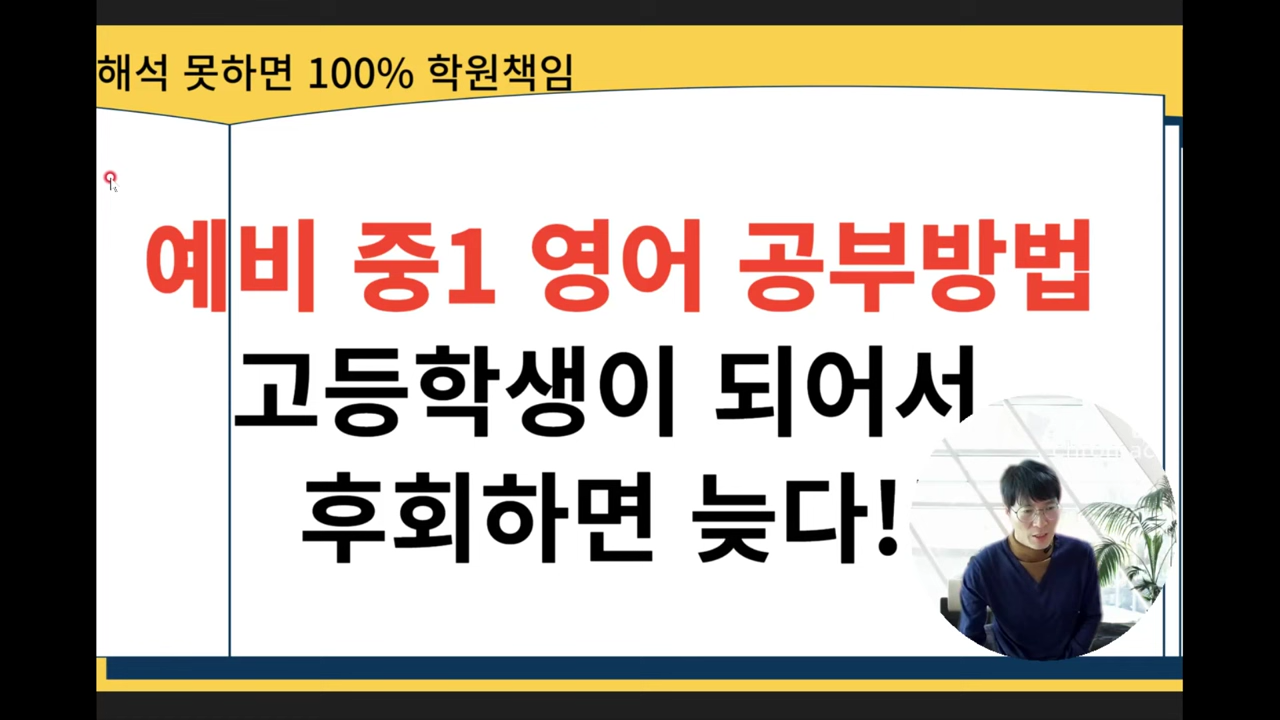 해석 못하면 100% 학원책임
예비 중1 영어 공부방법
고등학생이 되어서
후회하면 늦다!